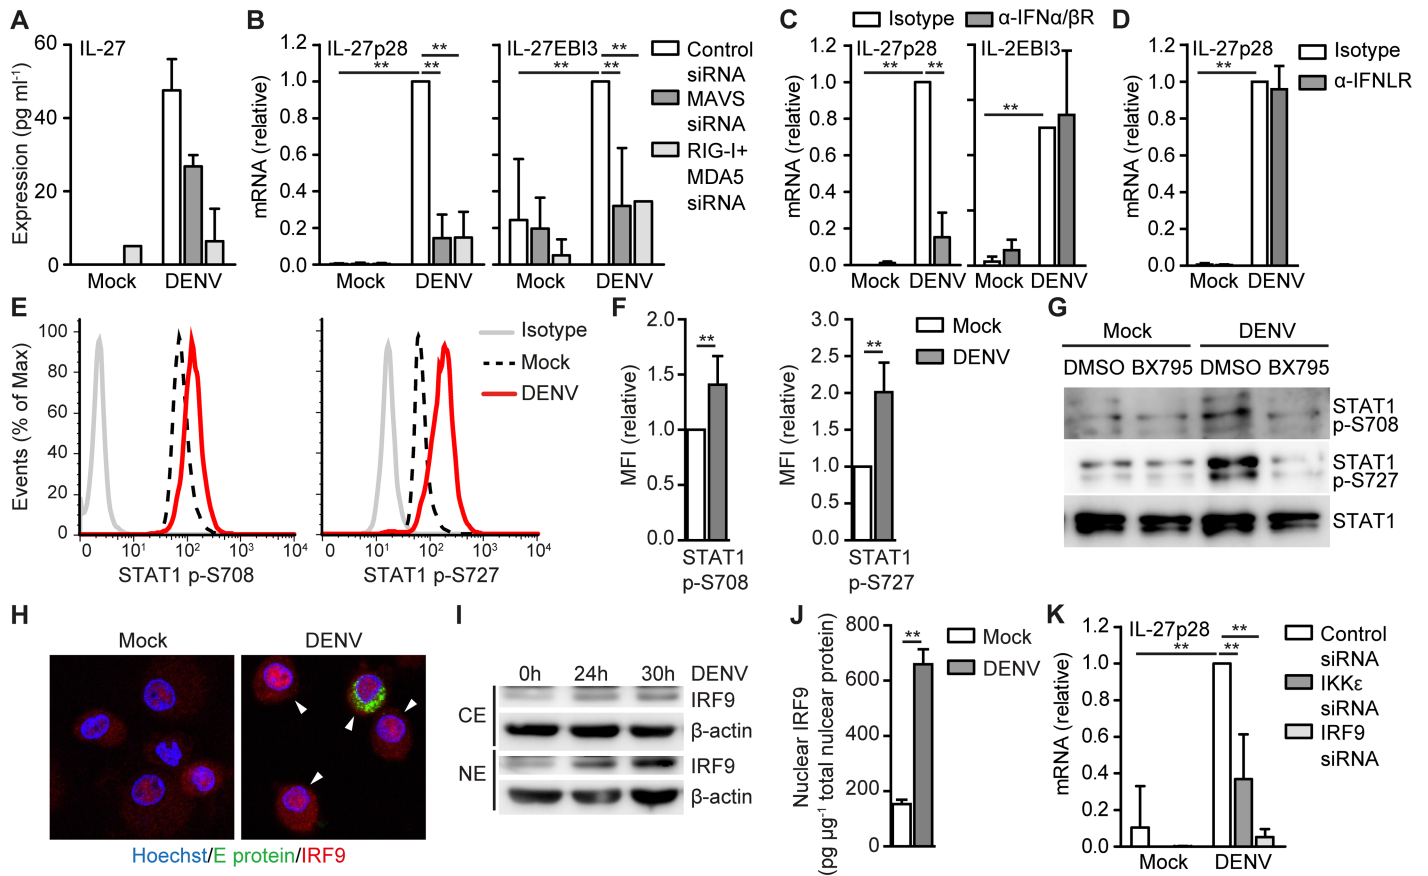 A
IL-27
Expression (pg ml⁻¹)
60
40
20
0
Mock
DENV
B
IL-27p28
mRNA (relative)
1.2
1.0
0.8
0.6
0.4
0.2
0.0
**
**
**
Mock
DENV
IL-27EBI3
**
**
**
Mock
DENV
Control
siRNA
MAVS
siRNA
RIG-I+
MDA5
siRNA
C
Isotype
α-IFNα/βR
IL-27p28
mRNA (relative)
1.2
1.0
0.8
0.6
0.4
0.2
0.0
**
**
Mock
DENV
IL-2EBI3
**
Mock
DENV
D
IL-27p28
mRNA (relative)
1.2
1.0
0.8
0.6
0.4
0.2
0.0
**
Mock
DENV
Isotype
α-IFNLR
E
Events (% of Max)
100
80
60
40
20
0
0 10¹ 10² 10³ 10⁴
STAT1 p-S708
0 10¹ 10² 10³ 10⁴
STAT1 p-S727
Isotype
Mock
DENV
F
MFI (relative)
2.0
1.5
1.0
0.5
0.0
**
STAT1
p-S708
MFI (relative)
3.0
2.5
2.0
1.5
1.0
0.5
0.0
**
STAT1
p-S727
Mock
DENV
G
Mock
DENV
DMSO BX795 DMSO BX795
STAT1
p-S708
STAT1
p-S727
STAT1
H
Mock
DENV
Hoechst/E protein/IRF9
I
0h 24h 30h DENV
CE
IRF9
β-actin
NE
IRF9
β-actin
J
Nuclear IRF9
(pg µg⁻¹ total nulcear protein)
800
600
400
200
0
**
Mock
DENV
K
IL-27p28
mRNA (relative)
1.2
1.0
0.8
0.6
0.4
0.2
0.0
**
**
**
Mock
DENV
Control
siRNA
IKKε
siRNA
IRF9
siRNA